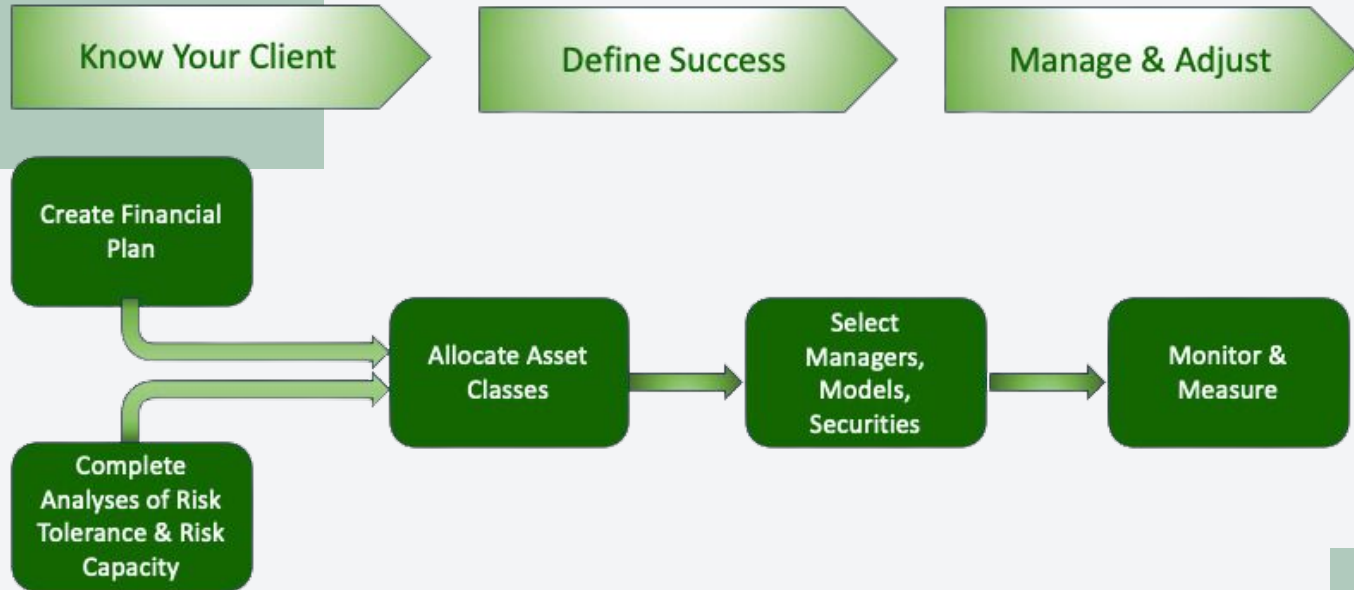 Know Your Client
Define Success
Manage & Adjust
Create Financial
Plan
Complete
Analyses of Risk
Tolerance & Risk
Capacity
Allocate Asset
Classes
Select
Managers,
Models,
Securities
Monitor &
Measure